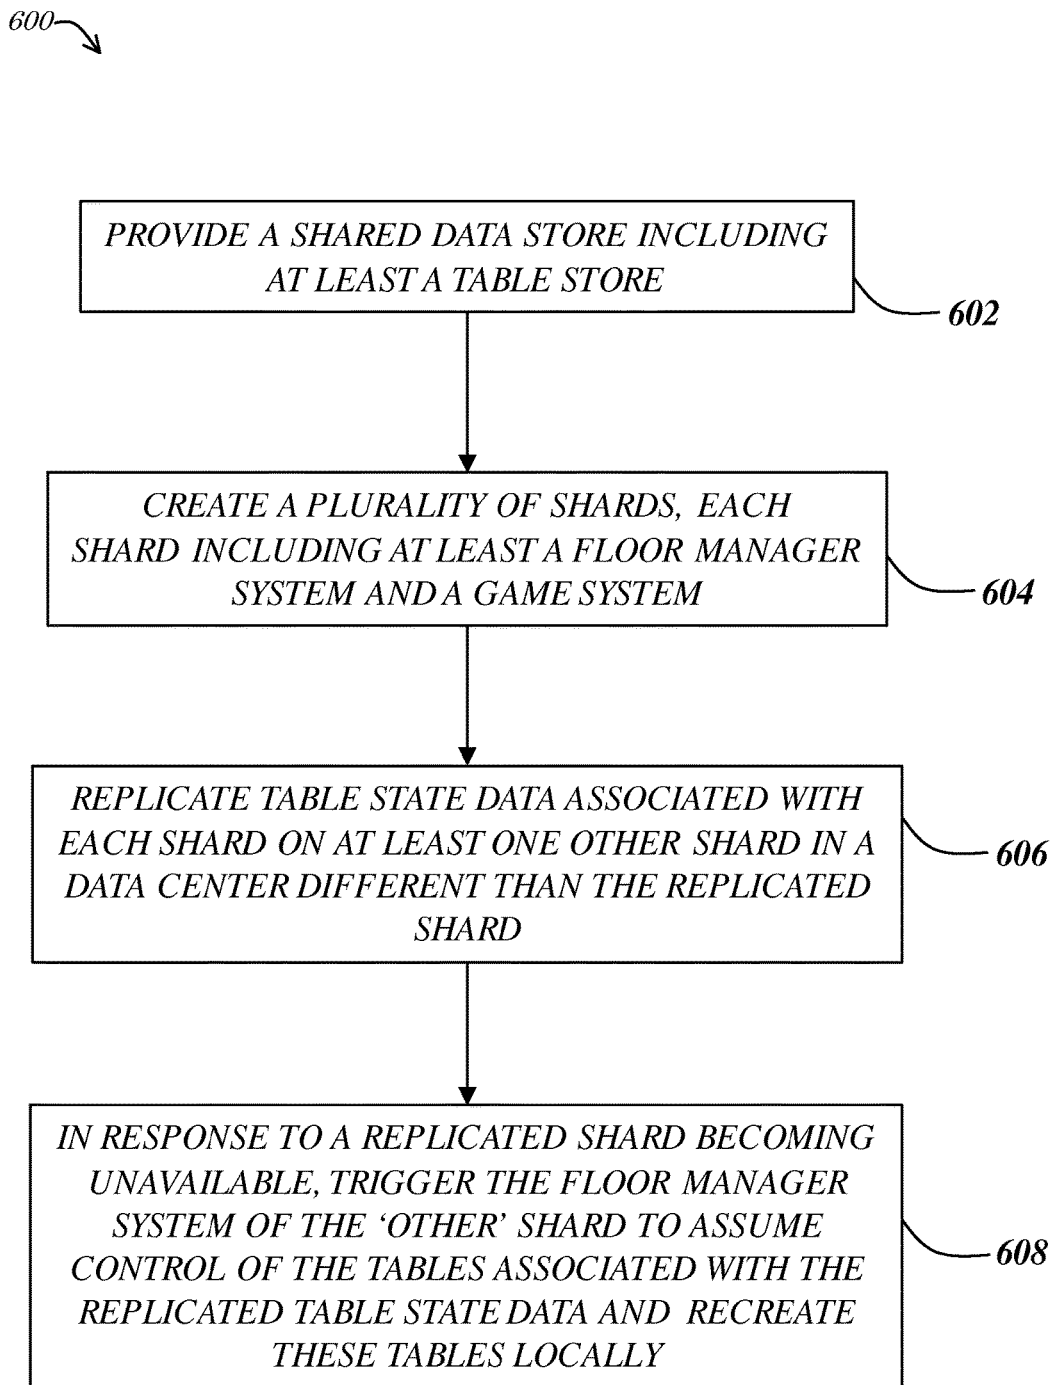 600
PROVIDE A SHARED DATA STORE INCLUDING
AT LEAST A TABLE STORE
602
CREATE A PLURALITY OF SHARDS, EACH
SHARD INCLUDING AT LEAST A FLOOR MANAGER
SYSTEM AND A GAME SYSTEM
604
REPLICATE TABLE STATE DATA ASSOCIATED WITH
EACH SHARD ON AT LEAST ONE OTHER SHARD IN A
DATA CENTER DIFFERENT THAN THE REPLICATED
SHARD
606
IN RESPONSE TO A REPLICATED SHARD BECOMING
UNAVAILABLE, TRIGGER THE FLOOR MANAGER
SYSTEM OF THE ‘OTHER’ SHARD TO ASSUME
CONTROL OF THE TABLES ASSOCIATED WITH THE
REPLICATED TABLE STATE DATA AND RECREATE
THESE TABLES LOCALLY
608